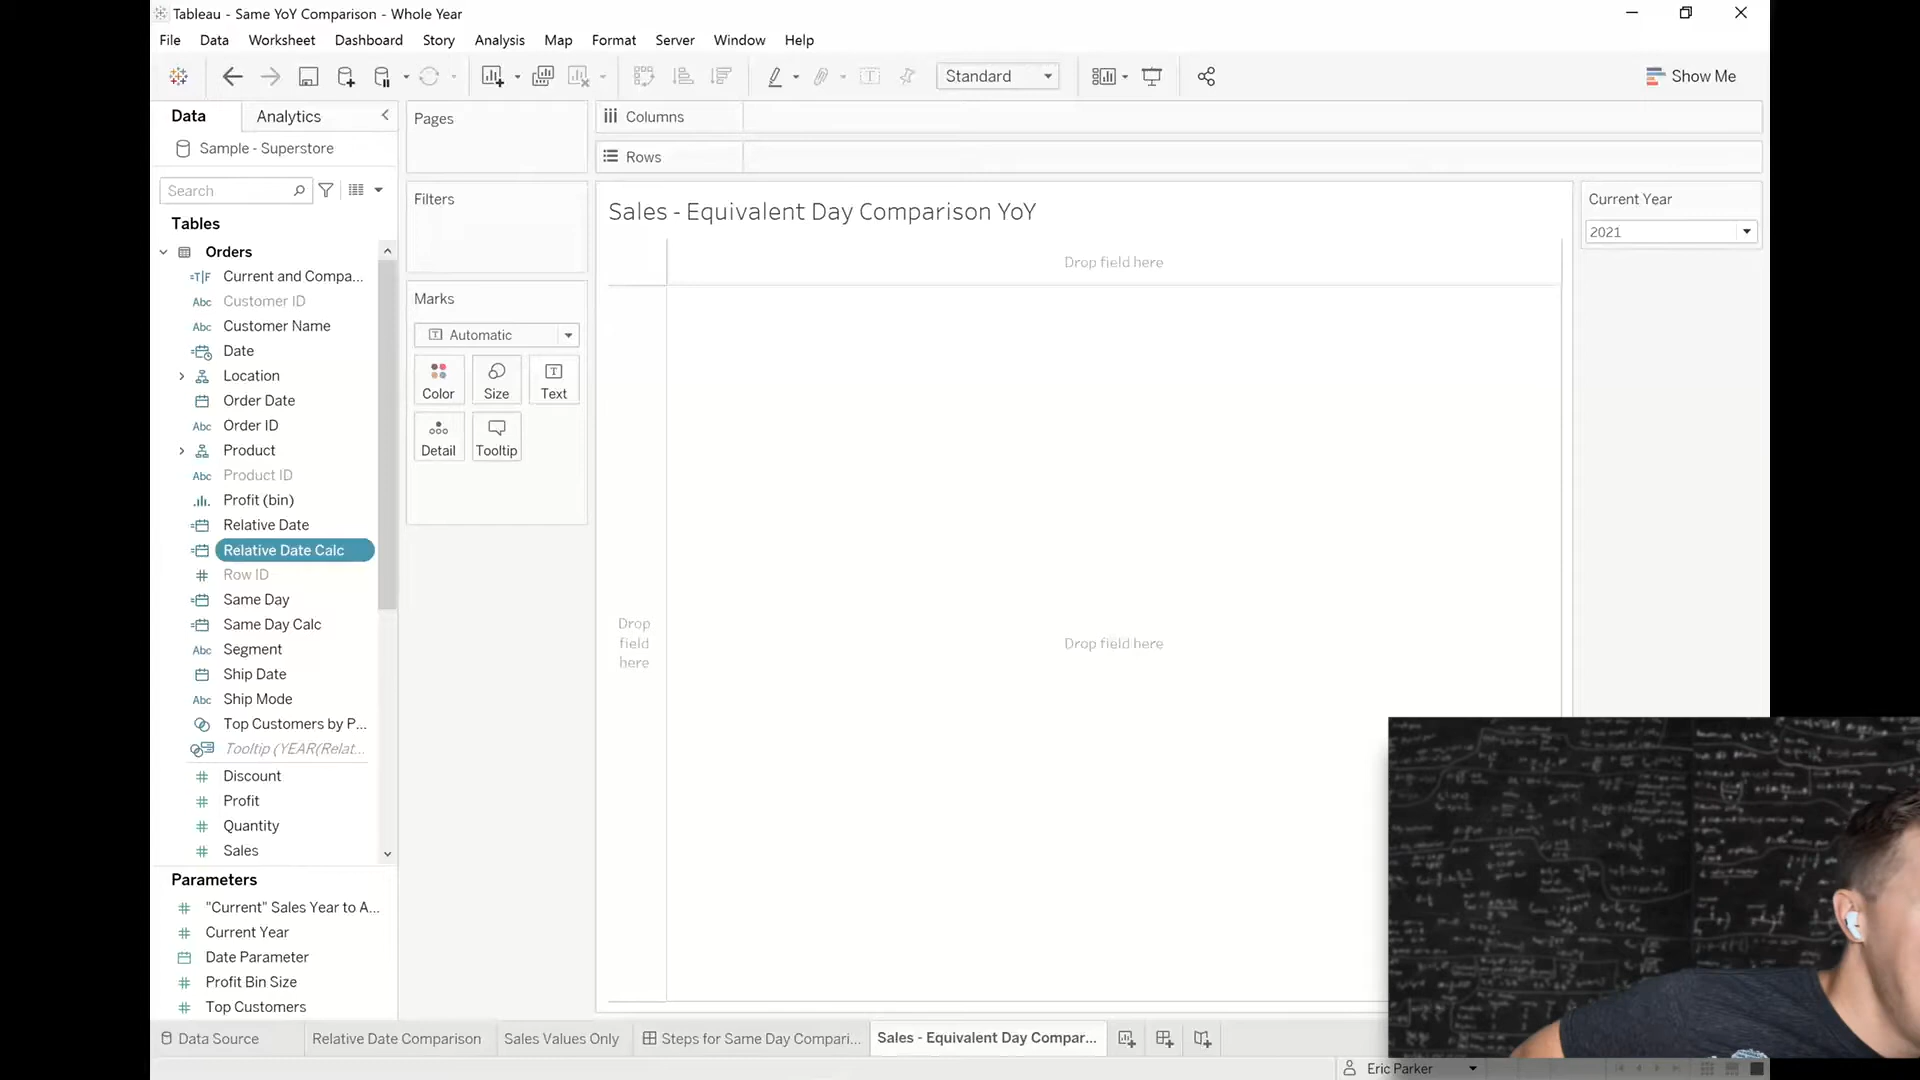 Tableau - Same YoY Comparison - Whole Year
File Data Worksheet Dashboard Story Analysis Map Format Server Window Help
Standard
Show Me
Data
Analytics
Sample - Superstore
Search
Tables
Orders
Current and Compa...
Customer ID
Customer Name
Date
Location
Order Date
Order ID
Product
Product ID
Profit (bin)
Relative Date
Relative Date Calc
Row ID
Same Day
Same Day Calc
Segment
Ship Date
Ship Mode
Top Customers by P...
Tooltip (YEAR(Relat...
Discount
Profit
Quantity
Sales
Parameters
"Current" Sales Year to A...
Current Year
Date Parameter
Profit Bin Size
Top Customers
Pages
Filters
Marks
Automatic
Color
Size
Text
Detail
Tooltip
Columns
Rows
Sales - Equivalent Day Comparison YoY
Drop field here
Drop
field
here
Drop field here
Current Year
2021
Data Source
Relative Date Comparison
Sales Values Only
Steps for Same Day Compari...
Sales - Equivalent Day Compar...
Eric Parker